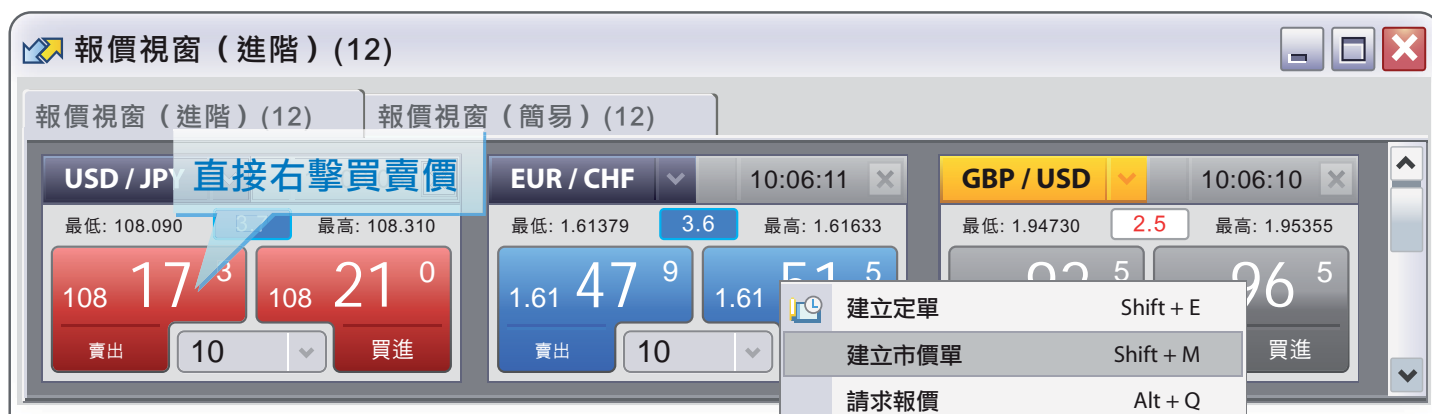 報價視窗（進階）(12)
報價視窗（進階）(12) 報價視窗（簡易）(12)
直接右擊買賣價
USD / JPY
最低: 108.090 3.7 最高: 108.310
108 17 3 108 21 0
賣出 10 買進
EUR / CHF 10:06:11
最低: 1.61379 3.6 最高: 1.61633
1.61 47 9 1.61 51 5
賣出 10
GBP / USD 10:06:10
最低: 1.94730 2.5 最高: 1.95355
5 96 5
買進
建立定單 Shift + E
建立市價單 Shift + M
請求報價 Alt + Q